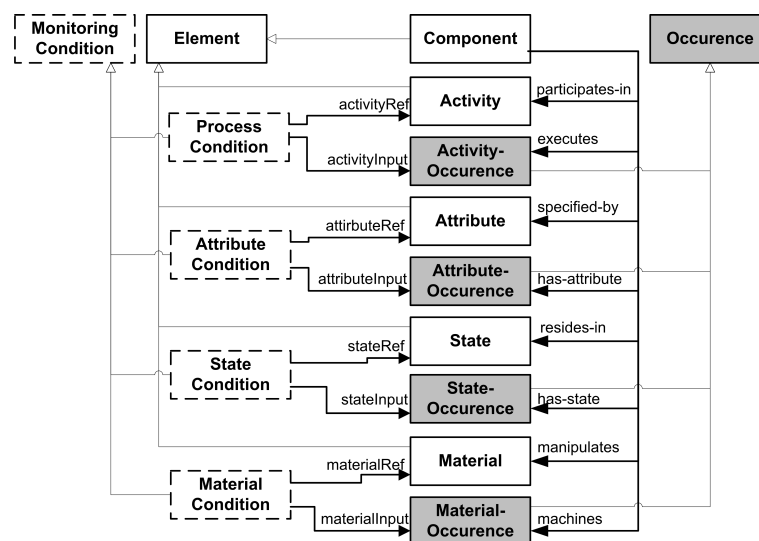 Monitoring
Condition
Element
Component
Occurence
Activity
participates-in
activityRef
Process
Condition
executes
Activity-
Occurence
activityInput
Attribute
specified-by
attirbuteRef
Attribute
Condition
Attribute-
Occurence
attributeInput
has-attribute
State
resides-in
stateRef
State
Condition
State-
Occurence
stateInput
has-state
Material
manipulates
materialRef
Material
Condition
Material-
Occurence
materialInput
machines